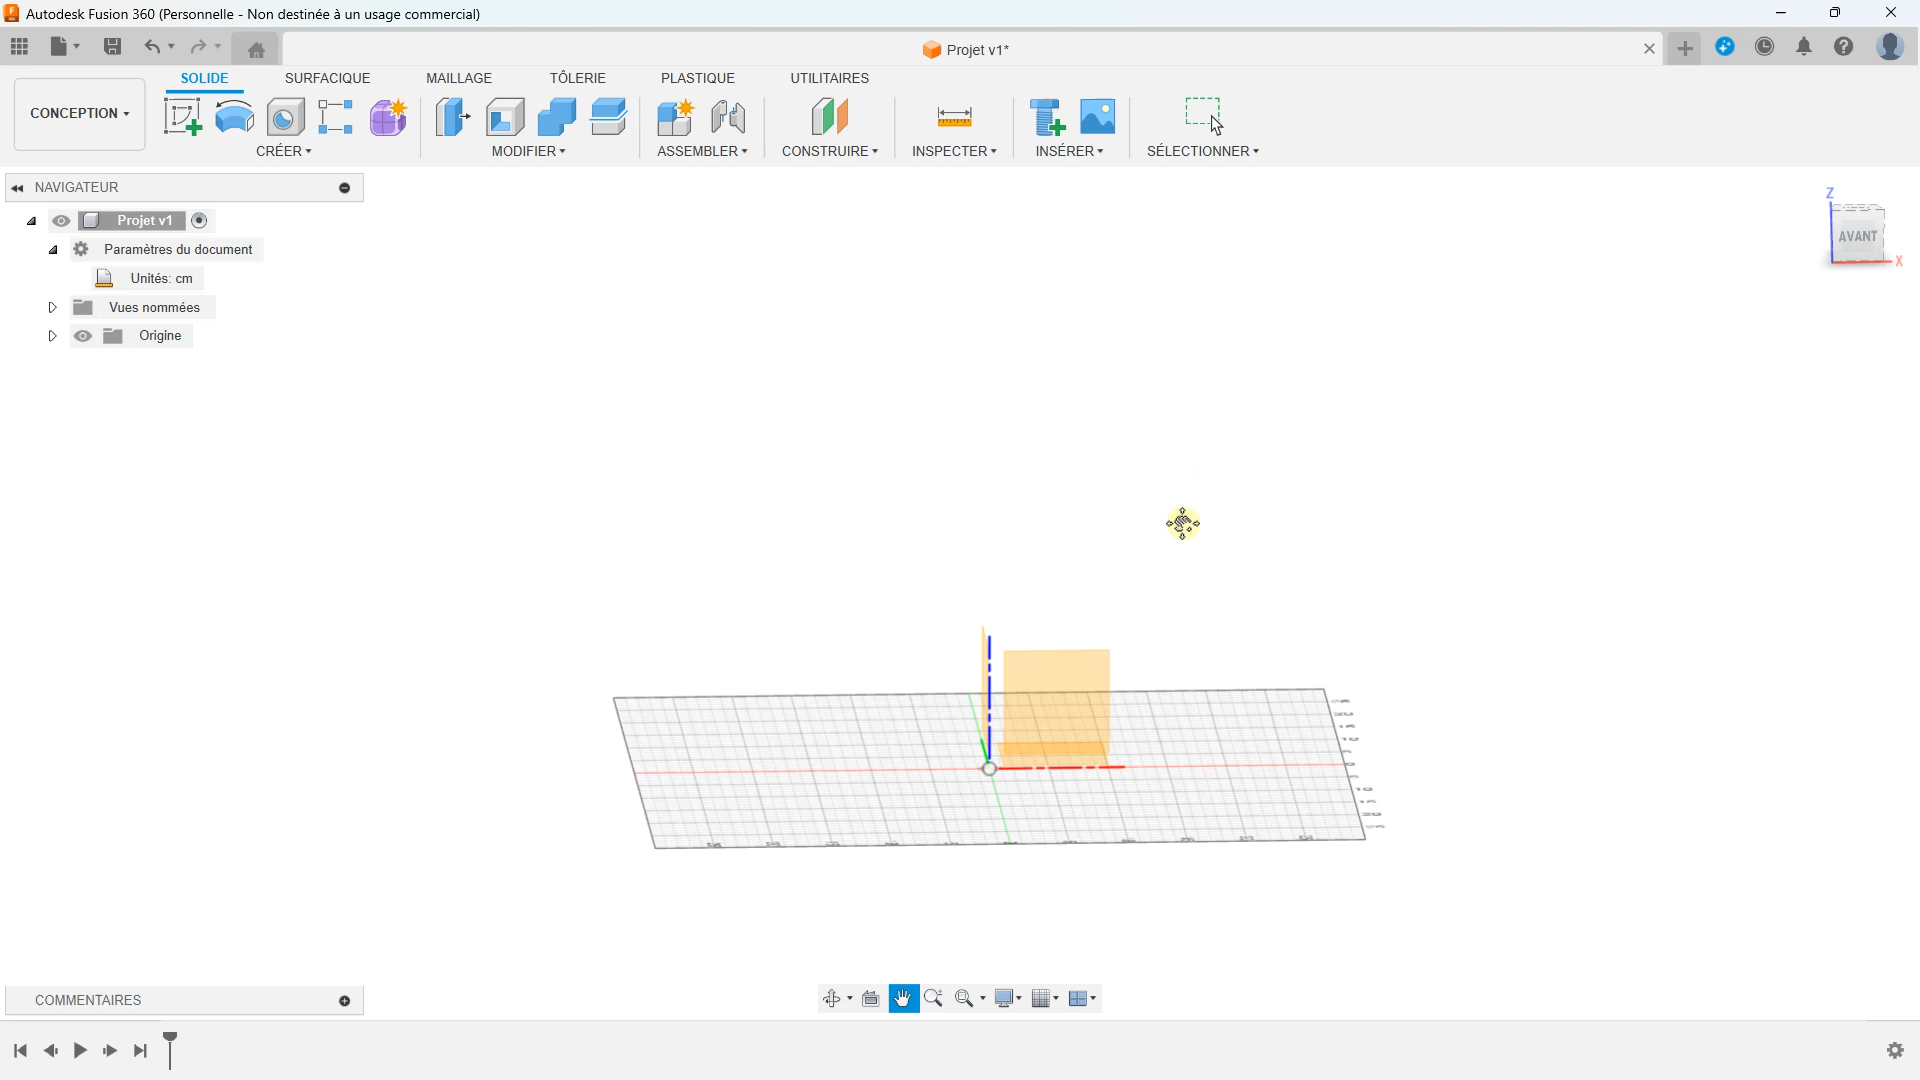 Autodesk Fusion 360 (Personnelle - Non destinée à un usage commercial)
Projet v1*
CONCEPTION
SOLIDE
SURFACIQUE
MAILLAGE
TÔLERIE
PLASTIQUE
UTILITAIRES
CRÉER
MODIFIER
ASSEMBLER
CONSTRUIRE
INSPECTER
INSÉRER
SÉLECTIONNER
NAVIGATEUR
Projet v1
Paramètres du document
Unités: cm
Vues nommées
Origine
Z
AVANT
X
COMMENTAIRES